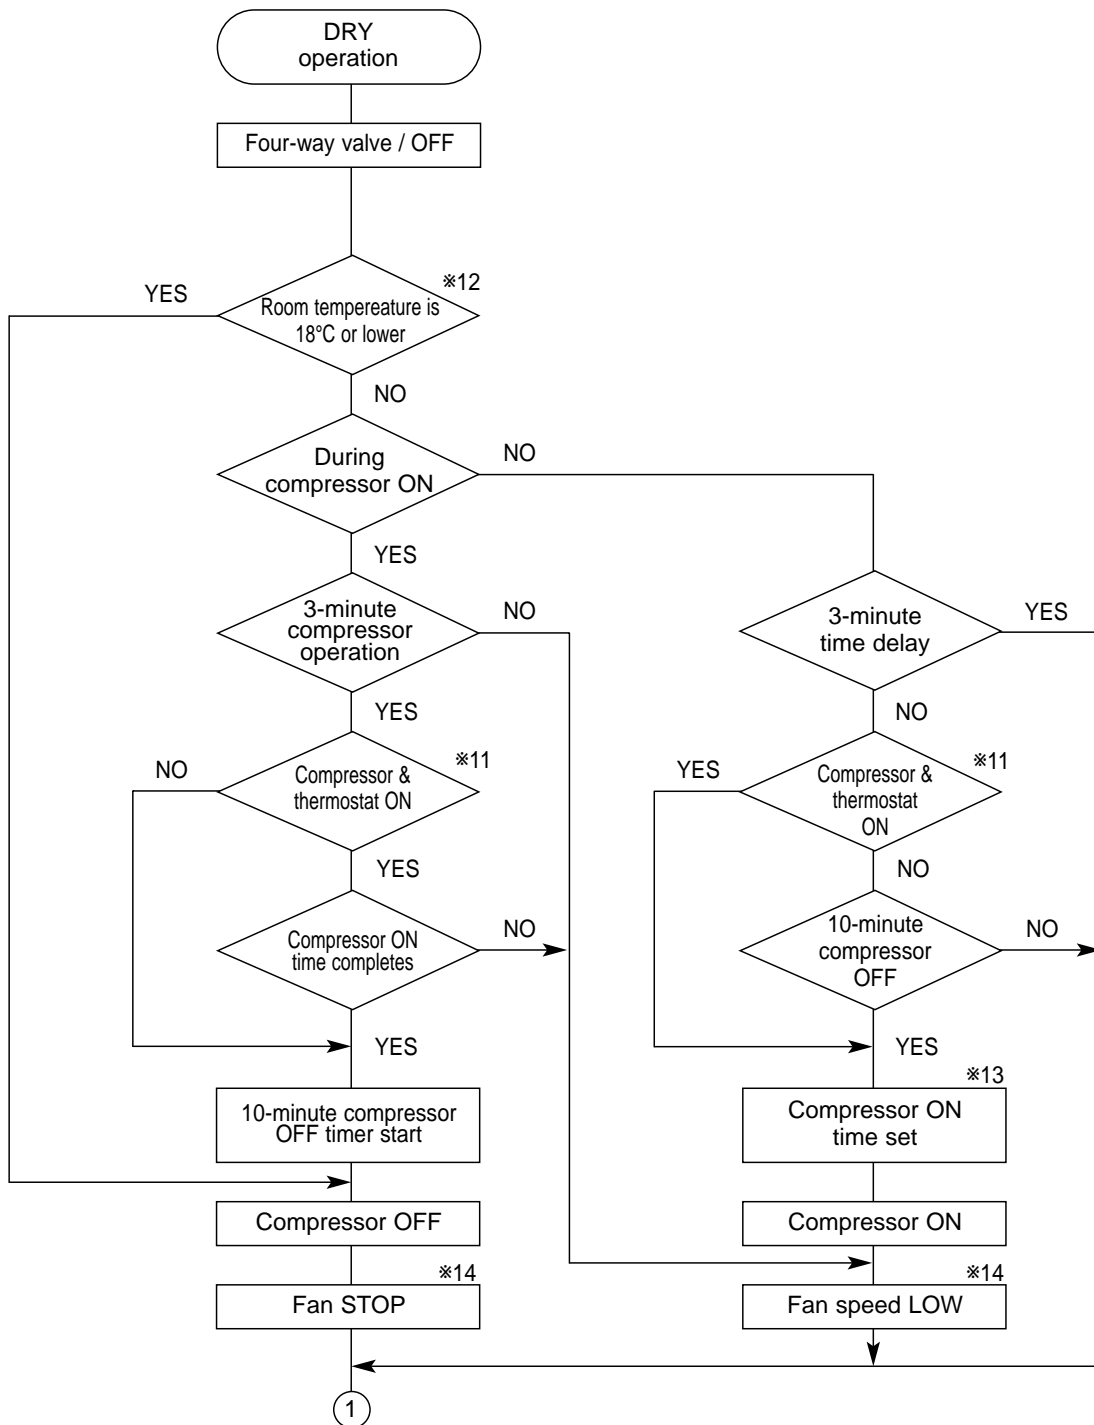 DRY
operation
Four-way valve / OFF
※12
YES
Room tempereature is
18°C or lower
NO
During
compressor ON
NO
YES
3-minute
compressor
operation
NO
3-minute
time delay
YES
YES
NO
※11
NO
Compressor &
thermostat ON
※11
YES
Compressor &
thermostat
ON
YES
NO
Compressor ON
time completes
NO
10-minute
compressor
OFF
NO
YES
YES
※13
10-minute compressor
OFF timer start
Compressor ON
time set
Compressor OFF
Compressor ON
※14
※14
Fan STOP
Fan speed LOW
1